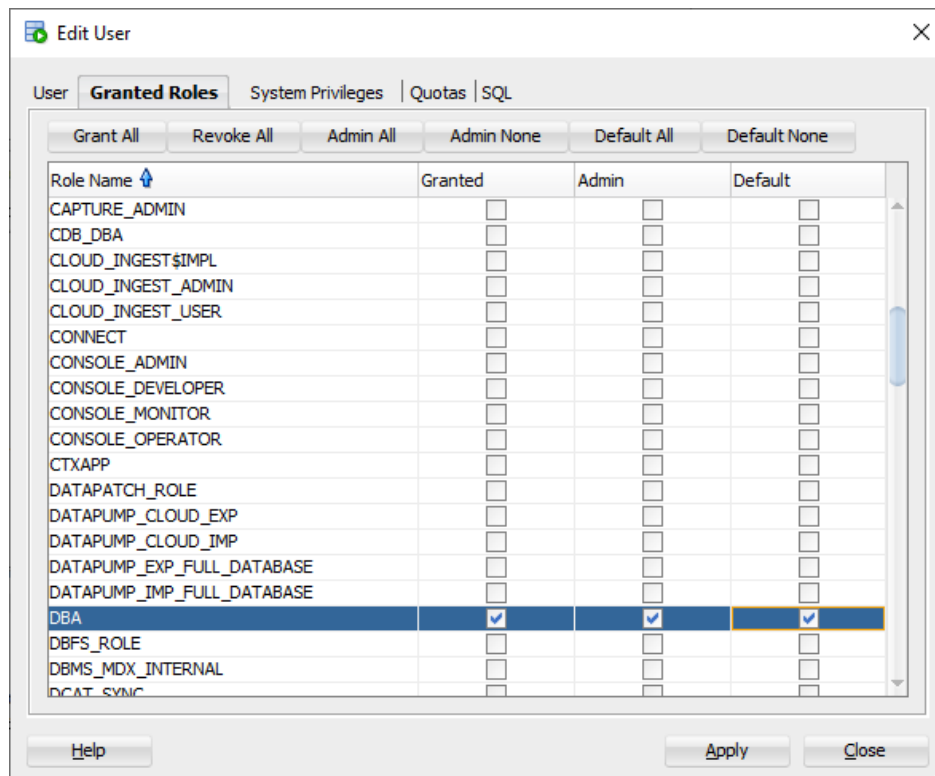 Edit User
User Granted Roles System Privileges Quotas SQL
Grant All Revoke All Admin All Admin None Default All Default None
Role Name Granted Admin Default
CAPTURE_ADMIN
CDB_DBA
CLOUD_INGEST$IMPL
CLOUD_INGEST_ADMIN
CLOUD_INGEST_USER
CONNECT
CONSOLE_ADMIN
CONSOLE_DEVELOPER
CONSOLE_MONITOR
CONSOLE_OPERATOR
CTXAPP
DATAPATCH_ROLE
DATAPUMP_CLOUD_EXP
DATAPUMP_CLOUD_IMP
DATAPUMP_EXP_FULL_DATABASE
DATAPUMP_IMP_FULL_DATABASE
DBA
DBFS_ROLE
DBMS_MDX_INTERNAL
DCAT_SYNC
Help Apply Close